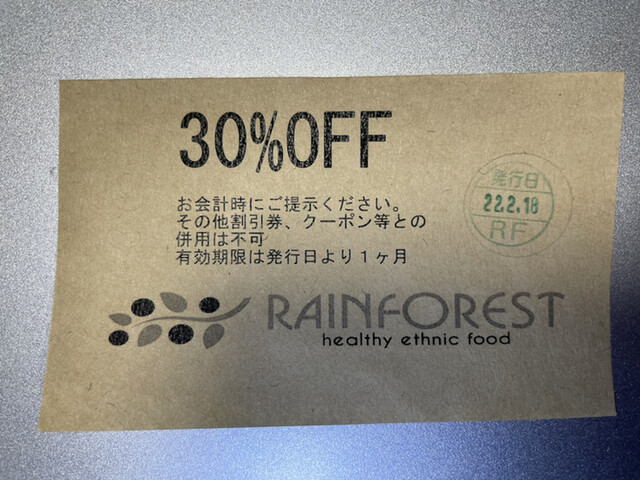 30%OFF
お会計時にご提示ください。
その他割引券、クーポン等との
併用は不可
有効期限は発行日より1ヶ月
発行日
22.2.18
RF
RAINFOREST
healthy ethnic food